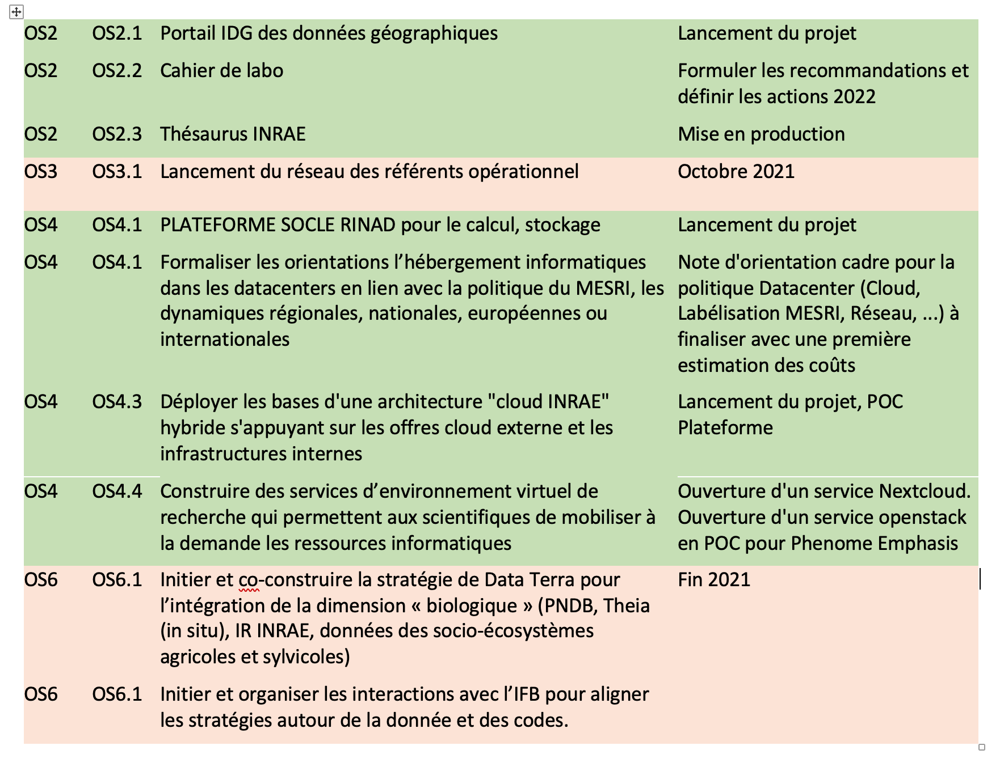 OS2 OS2.1 Portail IDG des données géographiques Lancement du projet
OS2 OS2.2 Cahier de labo Formuler les recommandations et
définir les actions 2022
OS2 OS2.3 Thésaurus INRAE Mise en production
OS3 OS3.1 Lancement du réseau des référents opérationnel Octobre 2021
OS4 OS4.1 PLATEFORME SOCLE RINAD pour le calcul, stockage Lancement du projet
OS4 OS4.1 Formaliser les orientations l’hébergement informatiques Note d'orientation cadre pour la
dans les datacenters en lien avec la politique du MESRI, les politique Datacenter (Cloud,
dynamiques régionales, nationales, européennes ou Labélisation MESRI, Réseau, ...) à
internationales finaliser avec une première
estimation des coûts
OS4 OS4.3 Déployer les bases d'une architecture "cloud INRAE" Lancement du projet, POC
hybride s'appuyant sur les offres cloud externe et les Plateforme
infrastructures internes
OS4 OS4.4 Construire des services d’environnement virtuel de Ouverture d'un service Nextcloud.
recherche qui permettent aux scientifiques de mobiliser à Ouverture d'un service openstack
la demande les ressources informatiques en POC pour Phenome Emphasis
OS6 OS6.1 Initier et co-construire la stratégie de Data Terra pour Fin 2021
l’intégration de la dimension « biologique » (PNDB, Theia
(in situ), IR INRAE, données des socio-écosystèmes
agricoles et sylvicoles)
OS6 OS6.1 Initier et organiser les interactions avec l’IFB pour aligner
les stratégies autour de la donnée et des codes.